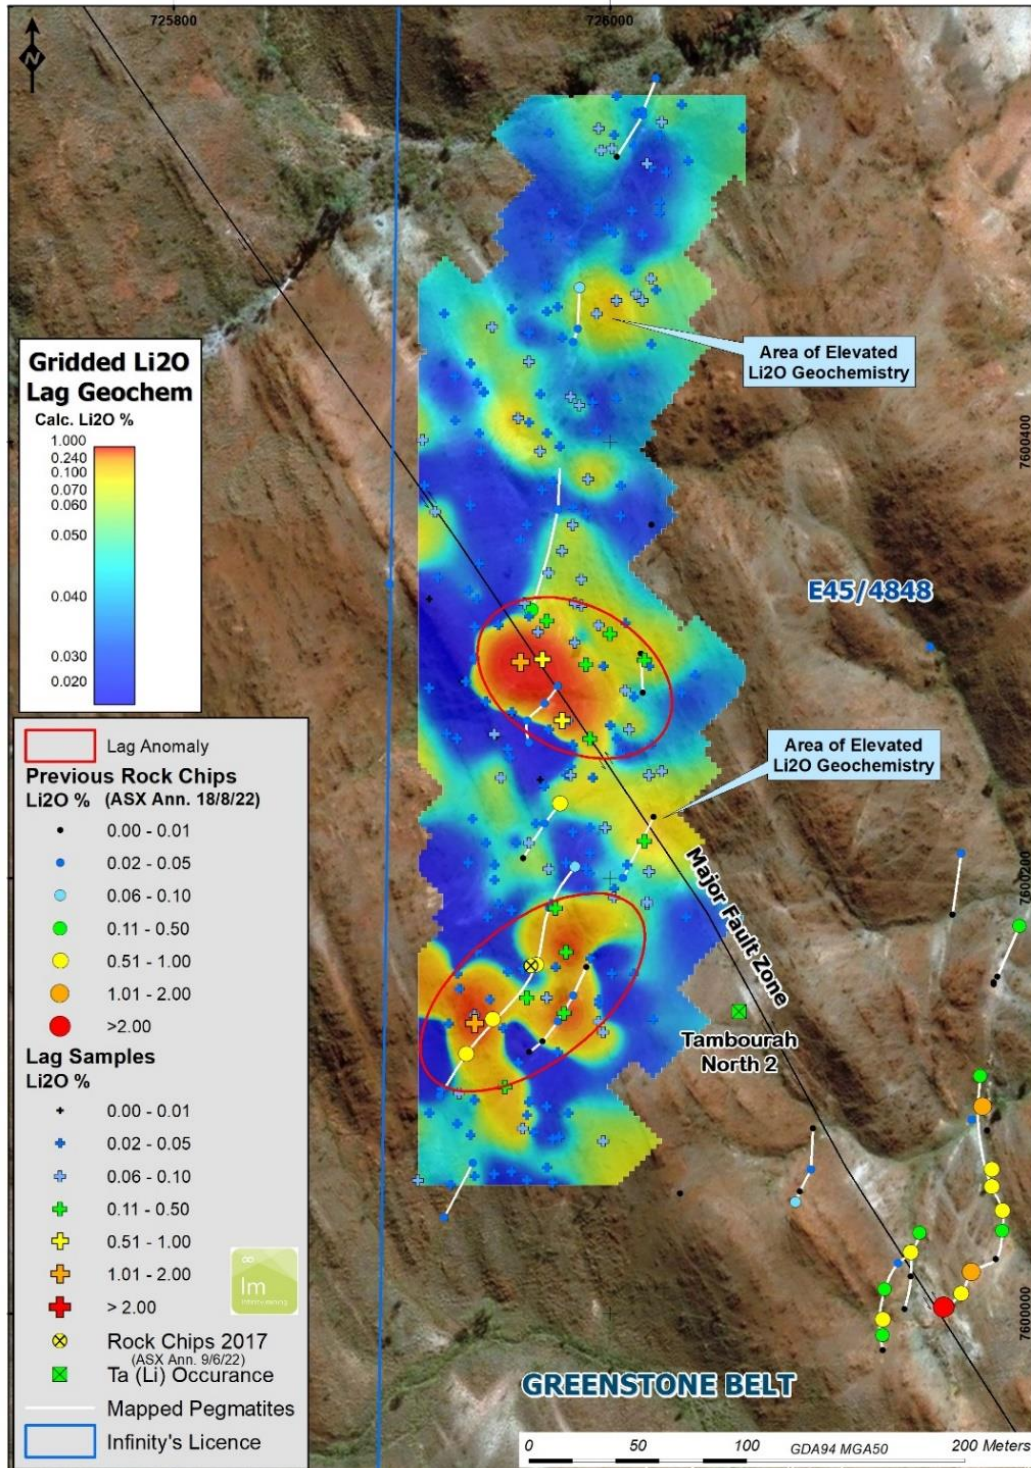 725800
726000
N
Area of Elevated
Li2O Geochemistry
Gridded Li2O
Lag Geochem
Calc. Li2O %
1.000
0.240
0.100
0.070
0.060
0.050
0.040
0.030
0.020
7600400
E45/4848
Lag Anomaly
Previous Rock Chips
Li2O % (ASX Ann. 18/8/22)
0.00 - 0.01
0.02 - 0.05
0.06 - 0.10
0.11 - 0.50
0.51 - 1.00
1.01 - 2.00
>2.00
Lag Samples
Li2O %
0.00 - 0.01
0.02 - 0.05
0.06 - 0.10
0.11 - 0.50
0.51 - 1.00
1.01 - 2.00
> 2.00
Im
Rock Chips 2017
(ASX Ann. 9/6/22)
Ta (Li) Occurance
Mapped Pegmatites
Infinity's Licence
Area of Elevated
Li2O Geochemistry
7600200
Major Fault Zone
Tambourah
North 2
7600000
GREENSTONE BELT
0 50 100 GDA94 MGA50 200 Meters